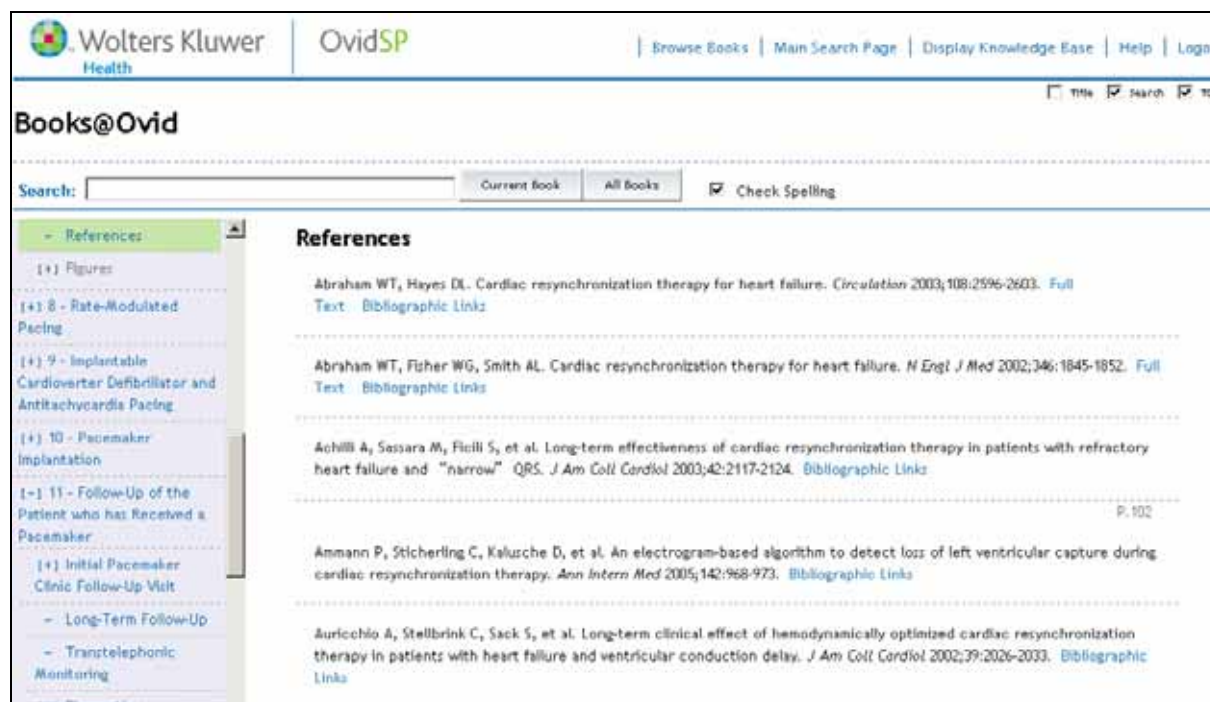 Wolters Kluwer
Health
OvidSP
| Browse Books | Main Search Page | Display Knowledge Base | Help | Logo
Title Search
Books@Ovid
Search: Current Book All Books Check Spelling
- References
[+] Figures
[+] 8 - Rate-Modulated
Pacing
[+] 9 - Implantable
Cardioverter Defibrillator and
Antitachycardia Pacing
[+] 10 - Pacemaker
Implantation
[-] 11 - Follow-Up of the
Patient who has Received a
Pacemaker
[+] Initial Pacemaker
Clinic Follow-Up Visit
- Long-Term Follow-Up
- Transtelephonic
Monitoring
References
Abraham WT, Hayes DL. Cardiac resynchronization therapy for heart failure. Circulation 2003;108:2596-2603. Full
Text Bibliographic Links
Abraham WT, Fisher WG, Smith AL. Cardiac resynchronization therapy for heart failure. N Engl J Med 2002;346:1845-1852. Full
Text Bibliographic Links
Achilli A, Sassara M, Ficili S, et al. Long-term effectiveness of cardiac resynchronization therapy in patients with refractory
heart failure and "narrow" QRS. J Am Coll Cardiol 2003;42:2117-2124. Bibliographic Links
P.102
Ammann P, Sticherling C, Kalusche D, et al. An electrogram-based algorithm to detect loss of left ventricular capture during
cardiac resynchronization therapy. Ann Intern Med 2005;142:968-973. Bibliographic Links
Auricchio A, Stellbrink C, Sack S, et al. Long-term clinical effect of hemodynamically optimized cardiac resynchronization
therapy in patients with heart failure and ventricular conduction delay. J Am Coll Cardiol 2002;39:2026-2033. Bibliographic
Links